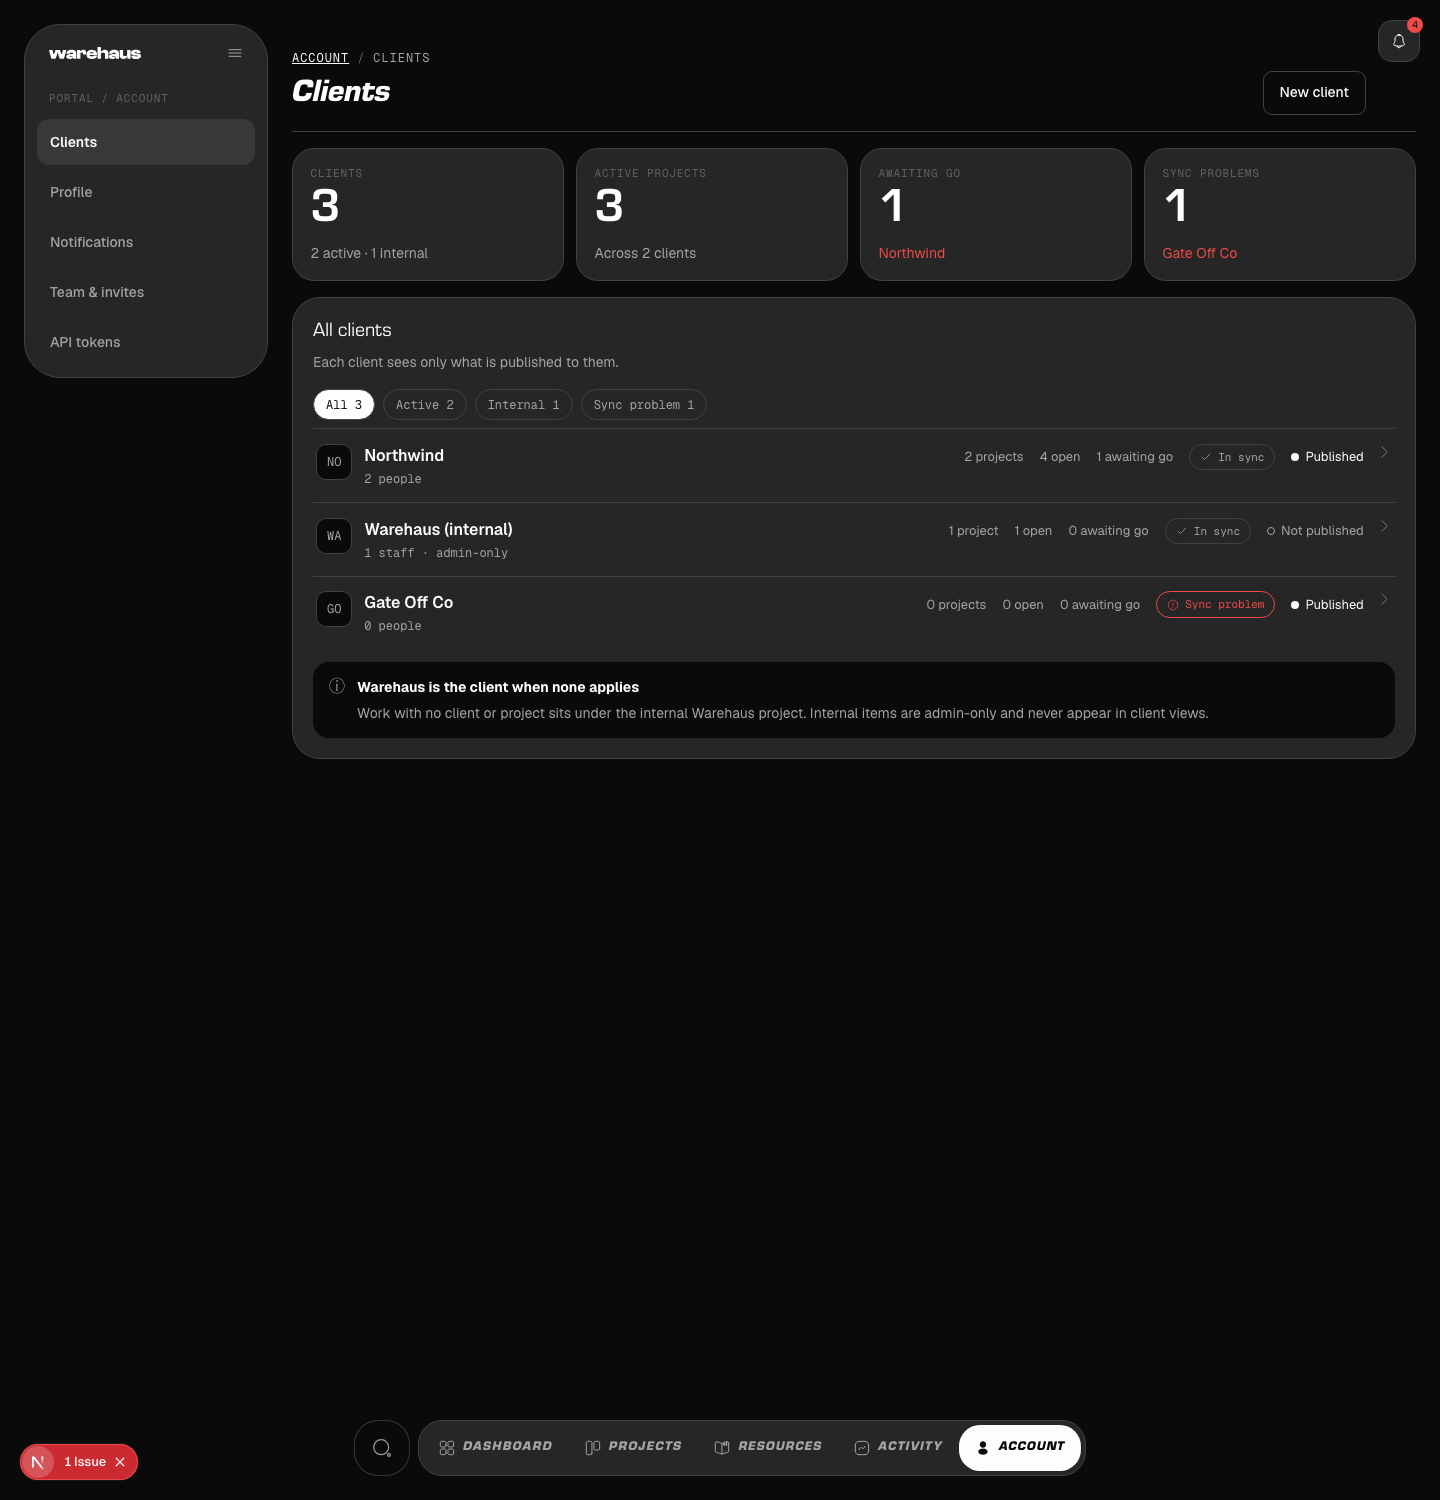 warehaus
PORTAL / ACCOUNT
Clients
Profile
Notifications
Team & invites
API tokens
ACCOUNT / CLIENTS
Clients
New client
4
CLIENTS
3
2 active · 1 internal
ACTIVE PROJECTS
3
Across 2 clients
AWAITING GO
1
Northwind
SYNC PROBLEMS
1
Gate Off Co
All clients
Each client sees only what is published to them.
All 3 Active 2 Internal 1 Sync problem 1
NO Northwind 2 projects 4 open 1 awaiting go In sync Published
2 people
WA Warehaus (internal) 1 project 1 open 0 awaiting go In sync Not published
1 staff · admin-only
GO Gate Off Co 0 projects 0 open 0 awaiting go Sync problem Published
0 people
Warehaus is the client when none applies
Work with no client or project sits under the internal Warehaus project. Internal items are admin-only and never appear in client views.
N 1 Issue
DASHBOARD PROJECTS RESOURCES ACTIVITY ACCOUNT